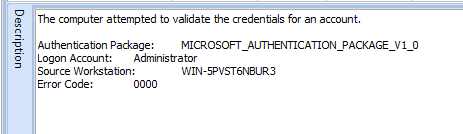 Description
The computer attempted to validate the credentials for an account.
Authentication Package: MICROSOFT_AUTHENTICATION_PACKAGE_V1_0
Logon Account: Administrator
Source Workstation: WIN-5PVST6NBUR3
Error Code: 0000